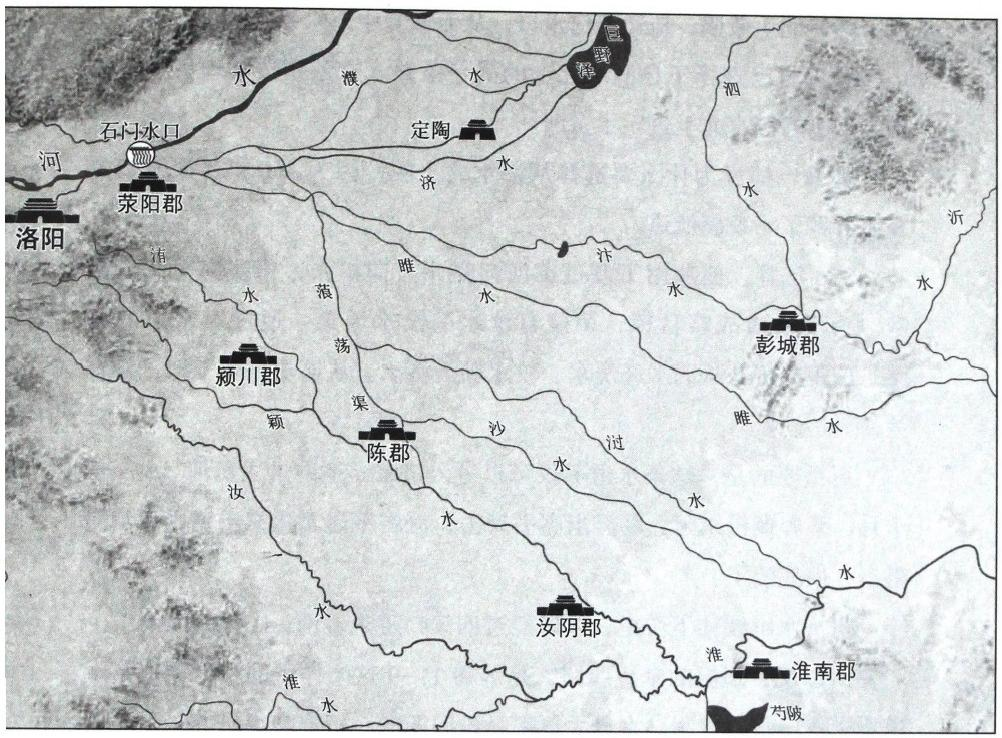 巨野泽
濮水
泗水
河水
石门水口
定陶
济水
荥阳郡
洛阳
沂水
洧水
睢水
汴水
蒗荡渠
彭城郡
颍川郡
颍水
睢水
陈郡
沙水
过水
汝水
汝阴郡
淮水
淮南郡
淮水
芍陂